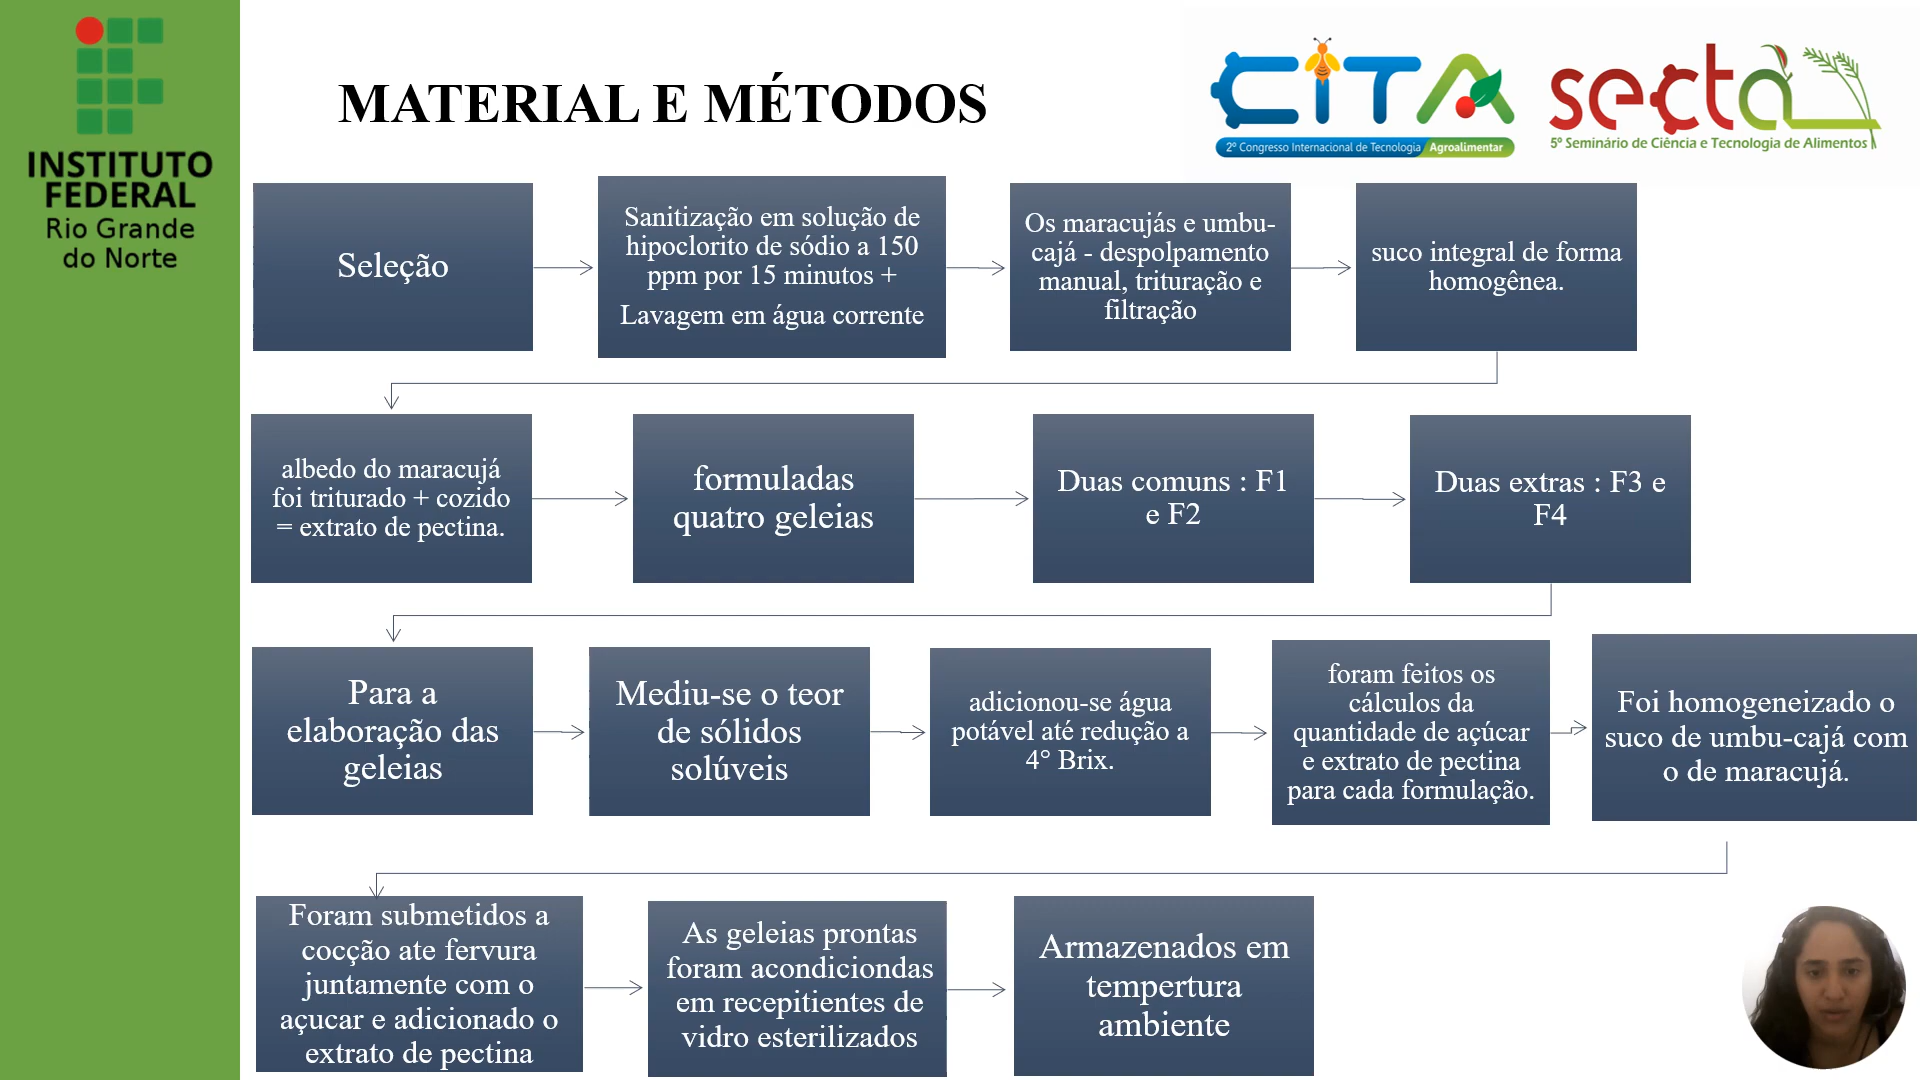 INSTITUTO
FEDERAL
Rio Grande
do Norte
MATERIAL E MÉTODOS
CITA
2º Congresso Internacional de Tecnologia Agroalimentar
secta
5º Seminário de Ciência e Tecnologia de Alimentos
Seleção
Sanitização em solução de
hipoclorito de sódio a 150
ppm por 15 minutos +
Lavagem em água corrente
Os maracujás e umbu-
cajá - despolpamento
manual, trituração e
filtração
suco integral de forma
homogênea.
albedo do maracujá
foi triturado + cozido
= extrato de pectina.
formuladas
quatro geleias
Duas comuns : F1
e F2
Duas extras : F3 e
F4
Para a
elaboração das
geleias
Mediu-se o teor
de sólidos
solúveis
adicionou-se água
potável até redução a
4° Brix.
foram feitos os
cálculos da
quantidade de açúcar
e extrato de pectina
para cada formulação.
Foi homogeneizado o
suco de umbu-cajá com
o de maracujá.
Foram submetidos a
cocção ate fervura
juntamente com o
açucar e adicionado o
extrato de pectina
As geleias prontas
foram acondiciondas
em recepitientes de
vidro esterilizados
Armazenados em
tempertura
ambiente